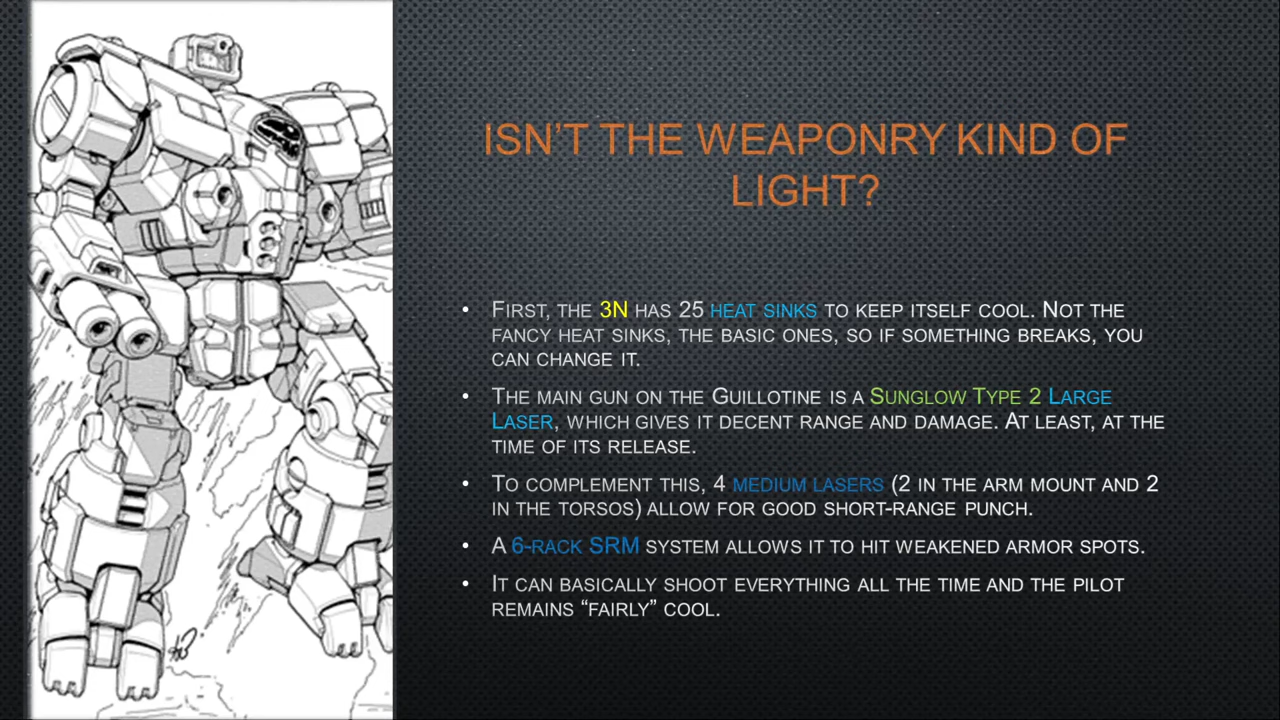 ISN'T THE WEAPONRY KIND OF
LIGHT?
• First, the 3N has 25 heat sinks to keep itself cool. Not the
fancy heat sinks, the basic ones, so if something breaks, you
can change it.
• The main gun on the Guillotine is a Sunglow Type 2 Large
Laser, which gives it decent range and damage. At least, at the
time of its release.
• To complement this, 4 medium lasers (2 in the arm mount and 2
in the torsos) allow for good short-range punch.
• A 6-rack SRM system allows it to hit weakened armor spots.
• It can basically shoot everything all the time and the pilot
remains “fairly” cool.